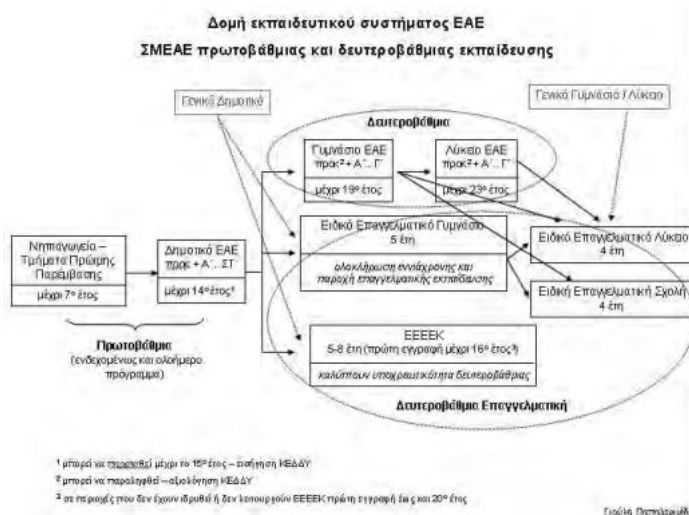 Δομή εκπαιδευτικού συστήματος ΕΑΕ
ΣΜΕΑΕ πρωτοβάθμιας και δευτεροβάθμιας εκπαίδευσης
Γενικό Δημοτικό
Γενικό Γυμνάσιο / Λύκειο
Δευτεροβάθμια
Γυμνάσιο ΕΑΕ
προκ² + Α΄.. Γ΄
μέχρι 19ο έτος
Λύκειο ΕΑΕ
προκ² + Α΄.. Γ΄
μέχρι 23ο έτος
Νηπιαγωγεία –
Τμήματα Πρώιμης
Παρέμβασης
μέχρι 7ο έτος
Δημοτικό ΕΑΕ
προκ + Α΄... ΣΤ΄
μέχρι 14ο έτος¹
Ειδικό Επαγγελματικό Γυμνάσιο
5 έτη
ολοκλήρωση εννιάχρονης και
παροχή επαγγελματικής εκπαίδευσης
Ειδικό Επαγγελματικό Λύκειο
4 έτη
Ειδική Επαγγελματική Σχολή
4 έτη
Πρωτοβάθμια
(ενδεχομένως και ολοήμερο
πρόγραμμα)
ΕΕΕΕΚ
5-8 έτη (πρώτη εγγραφή μέχρι 16ο έτος³)
καλύπτουν υποχρεωτικότητα δευτεροβάθμιας
Δευτεροβάθμια Επαγγελματική
¹ μπορεί να παραταθεί μέχρι το 15ο έτος – εισήγηση ΚΕΔΔΥ
² μπορεί να παραληφθεί – αξιολόγηση ΚΕΔΔΥ
³ σε περιοχές που δεν έχουν ιδρυθεί ή δεν λειτουργούν ΕΕΕΕΚ πρώτη εγγραφή έως και 20ο έτος